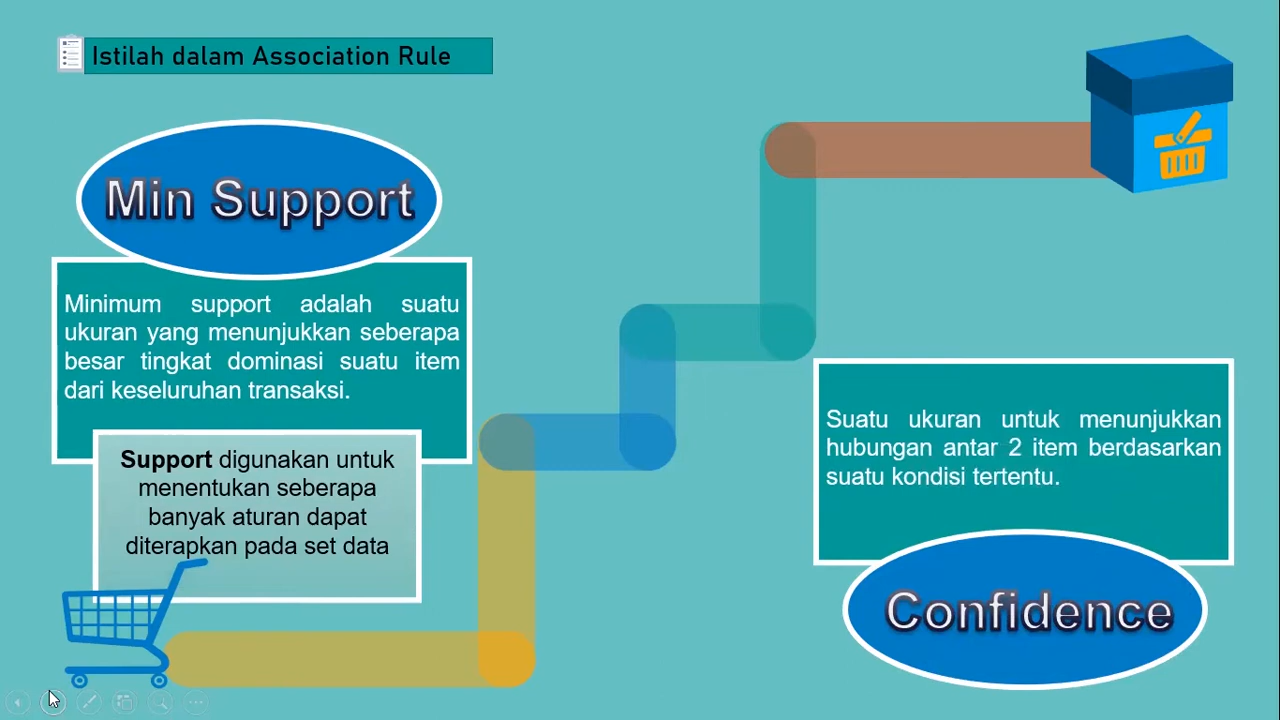 Istilah dalam Association Rule
Min Support
Minimum support adalah suatu
ukuran yang menunjukkan seberapa
besar tingkat dominasi suatu item
dari keseluruhan transaksi.
Support digunakan untuk
menentukan seberapa
banyak aturan dapat
diterapkan pada set data
Suatu ukuran untuk menunjukkan
hubungan antar 2 item berdasarkan
suatu kondisi tertentu.
Confidence